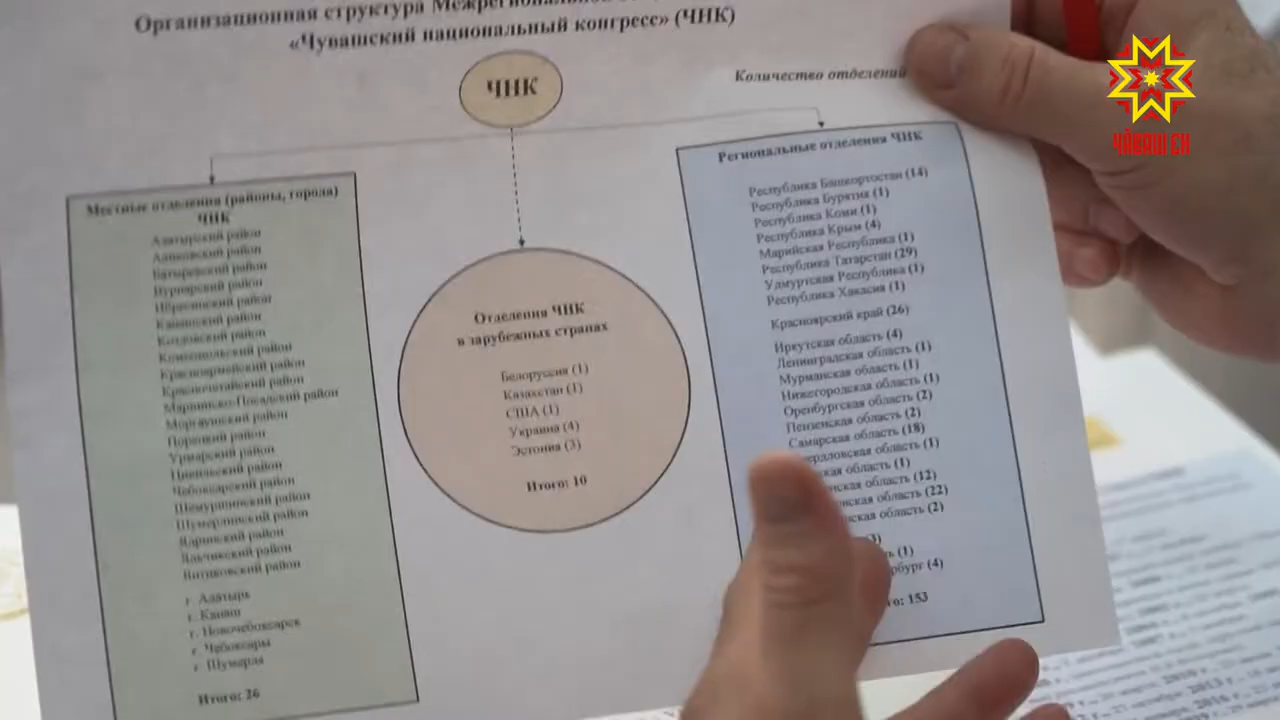 Организационная структура
«Чувашский национальный конгресс» (ЧНК)
ЧНК
Количество отделений
ЧӐВАШ ЕН
Местные отделения (районы, города)
ЧНК
Алатырский район
Аликовский район
Батыревский район
Вурнарский район
Ибресинский район
Канашский район
Козловский район
Комсомольский район
Красноармейский район
Красночетайский район
Мариинско-Посадский район
Моргаушский район
Порецкий район
Урмарский район
Цивильский район
Чебоксарский район
Шемуршинский район
Шумерлинский район
Ядринский район
Яльчикский район
Янтиковский район
г. Алатырь
г. Канаш
г. Новочебоксарск
г. Чебоксары
г. Шумерля
Итого: 26
Отделения ЧНК
в зарубежных странах
Белоруссия (1)
Казахстан (1)
США (1)
Украина (4)
Эстония (3)
Итого: 10
Региональные отделения ЧНК
Республика Башкортостан (14)
Республика Бурятия (1)
Республика Коми (1)
Республика Крым (4)
Марийская Республика (1)
Республика Татарстан (29)
Удмуртская Республика (1)
Республика Хакасия (1)
Красноярский край (26)
Иркутская область (4)
Ленинградская область (1)
Мурманская область (1)
Нижегородская область (1)
Оренбургская область (2)
Пензенская область (2)
Самарская область (18)
область (1)
область (1)
область (12)
область (22)
область (2)
(1)
(4)
153